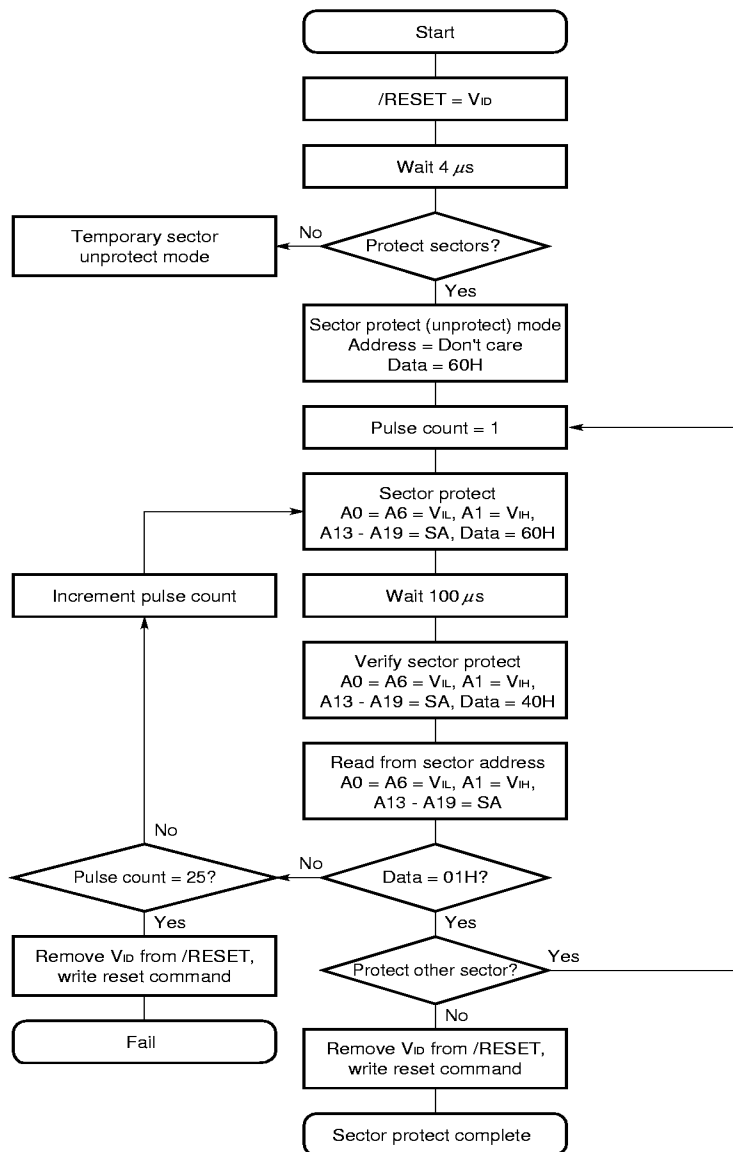 Start
/RESET = VID
Wait 4 μs
No
Temporary sector
unprotect mode
Protect sectors?
Yes
Sector protect (unprotect) mode
Address = Don't care
Data = 60H
Pulse count = 1
Sector protect
A0 = A6 = VIL, A1 = VIH,
A13 - A19 = SA, Data = 60H
Increment pulse count
Wait 100 μs
Verify sector protect
A0 = A6 = VIL, A1 = VIH,
A13 - A19 = SA, Data = 40H
Read from sector address
A0 = A6 = VIL, A1 = VIH,
A13 - A19 = SA
No
No
Pulse count = 25?
Data = 01H?
Yes
Yes
Remove VID from /RESET,
write reset command
Protect other sector?
Yes
No
Fail
Remove VID from /RESET,
write reset command
Sector protect complete